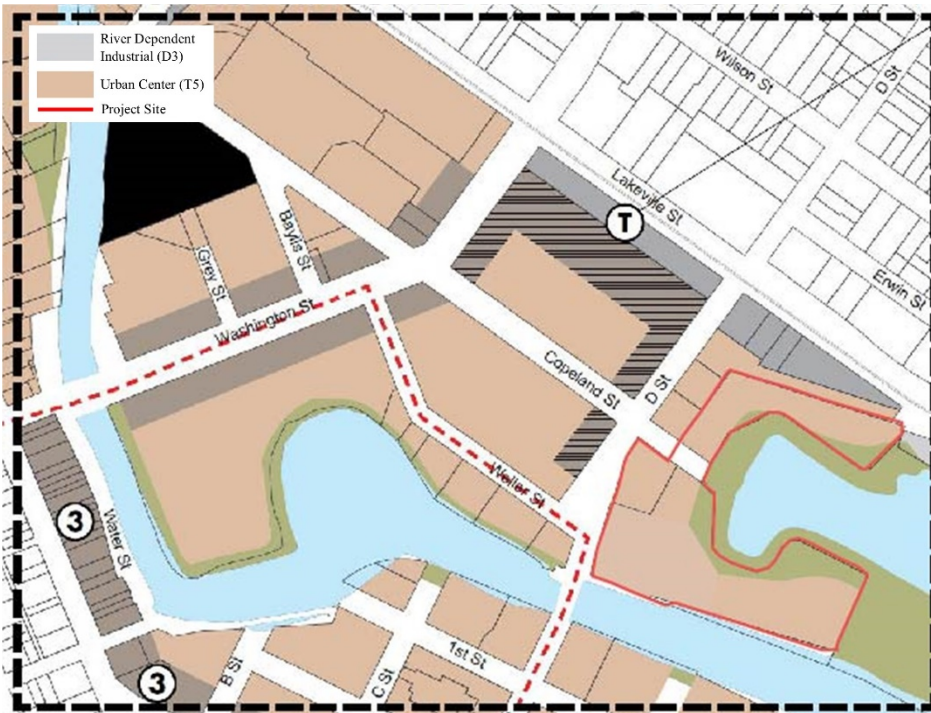 River Dependent
Industrial (D3)
Urban Center (T5)
Project Site
Wilson St
D St
Lakeville St
T
Erwin St
Baylis St
Grey St
Washington St
Copeland St
D St
Weller St
3
Water St
1st St
3
B St
C St